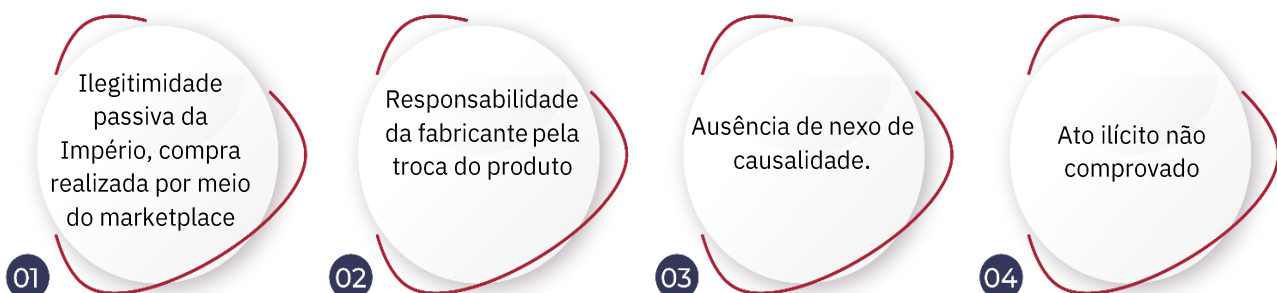 Ilegitimidade
passiva da
Império, compra
realizada por meio
do marketplace
01
Responsabilidade
da fabricante pela
troca do produto
02
Ausência de nexo de
causalidade.
03
Ato ilícito não
comprovado
04